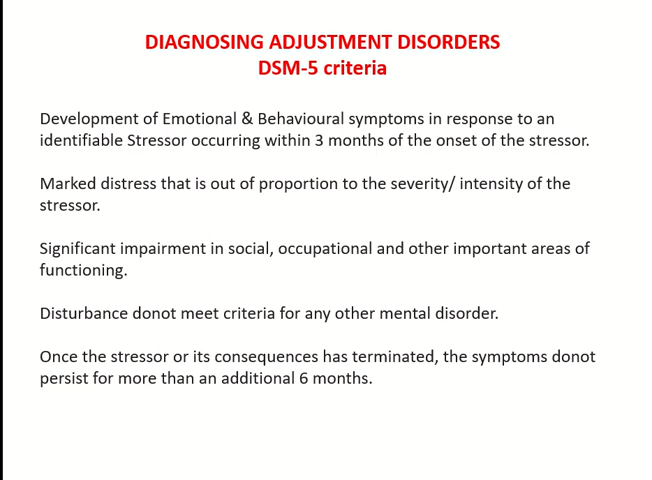 DIAGNOSING ADJUSTMENT DISORDERS
DSM-5 criteria
Development of Emotional & Behavioural symptoms in response to an
identifiable Stressor occurring within 3 months of the onset of the stressor.
Marked distress that is out of proportion to the severity/ intensity of the
stressor.
Significant impairment in social, occupational and other important areas of
functioning.
Disturbance donot meet criteria for any other mental disorder.
Once the stressor or its consequences has terminated, the symptoms donot
persist for more than an additional 6 months.